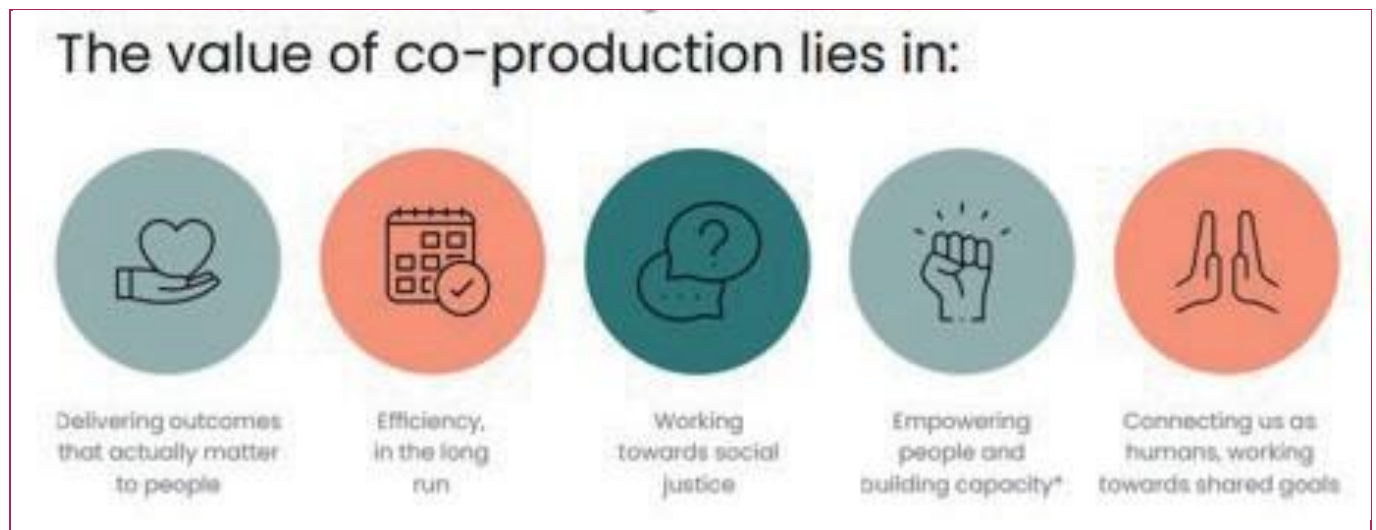 The value of co-production lies in:
Delivering outcomes
that actually matter
to people
Efficiency,
in the long
run
?
Working
towards social
justice
Empowering
people and
building capacity*
Connecting us as
humans, working
towards shared goals